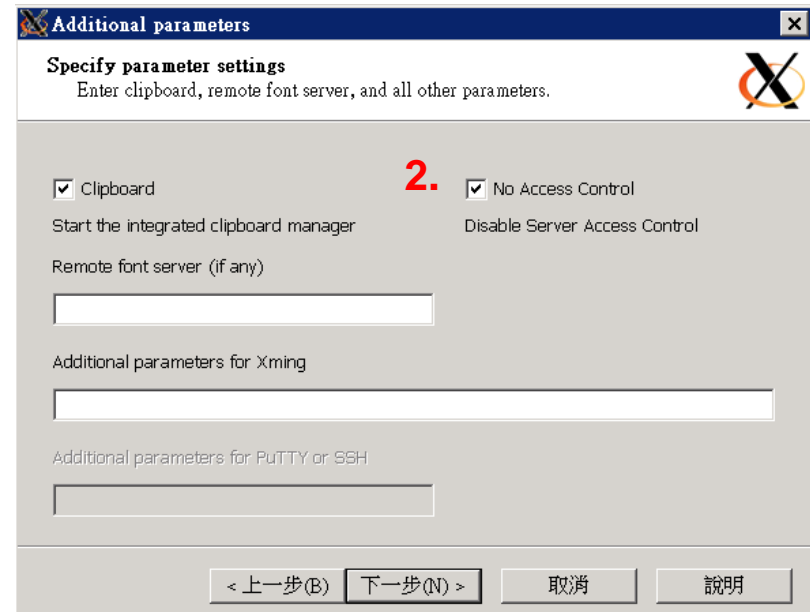 Additional parameters
Specify parameter settings
Enter clipboard, remote font server, and all other parameters.
Clipboard
2. No Access Control
Start the integrated clipboard manager
Disable Server Access Control
Remote font server (if any)
Additional parameters for Xming
Additional parameters for PuTTY or SSH
< 上一步(B)
下一步(N) >
取消
說明